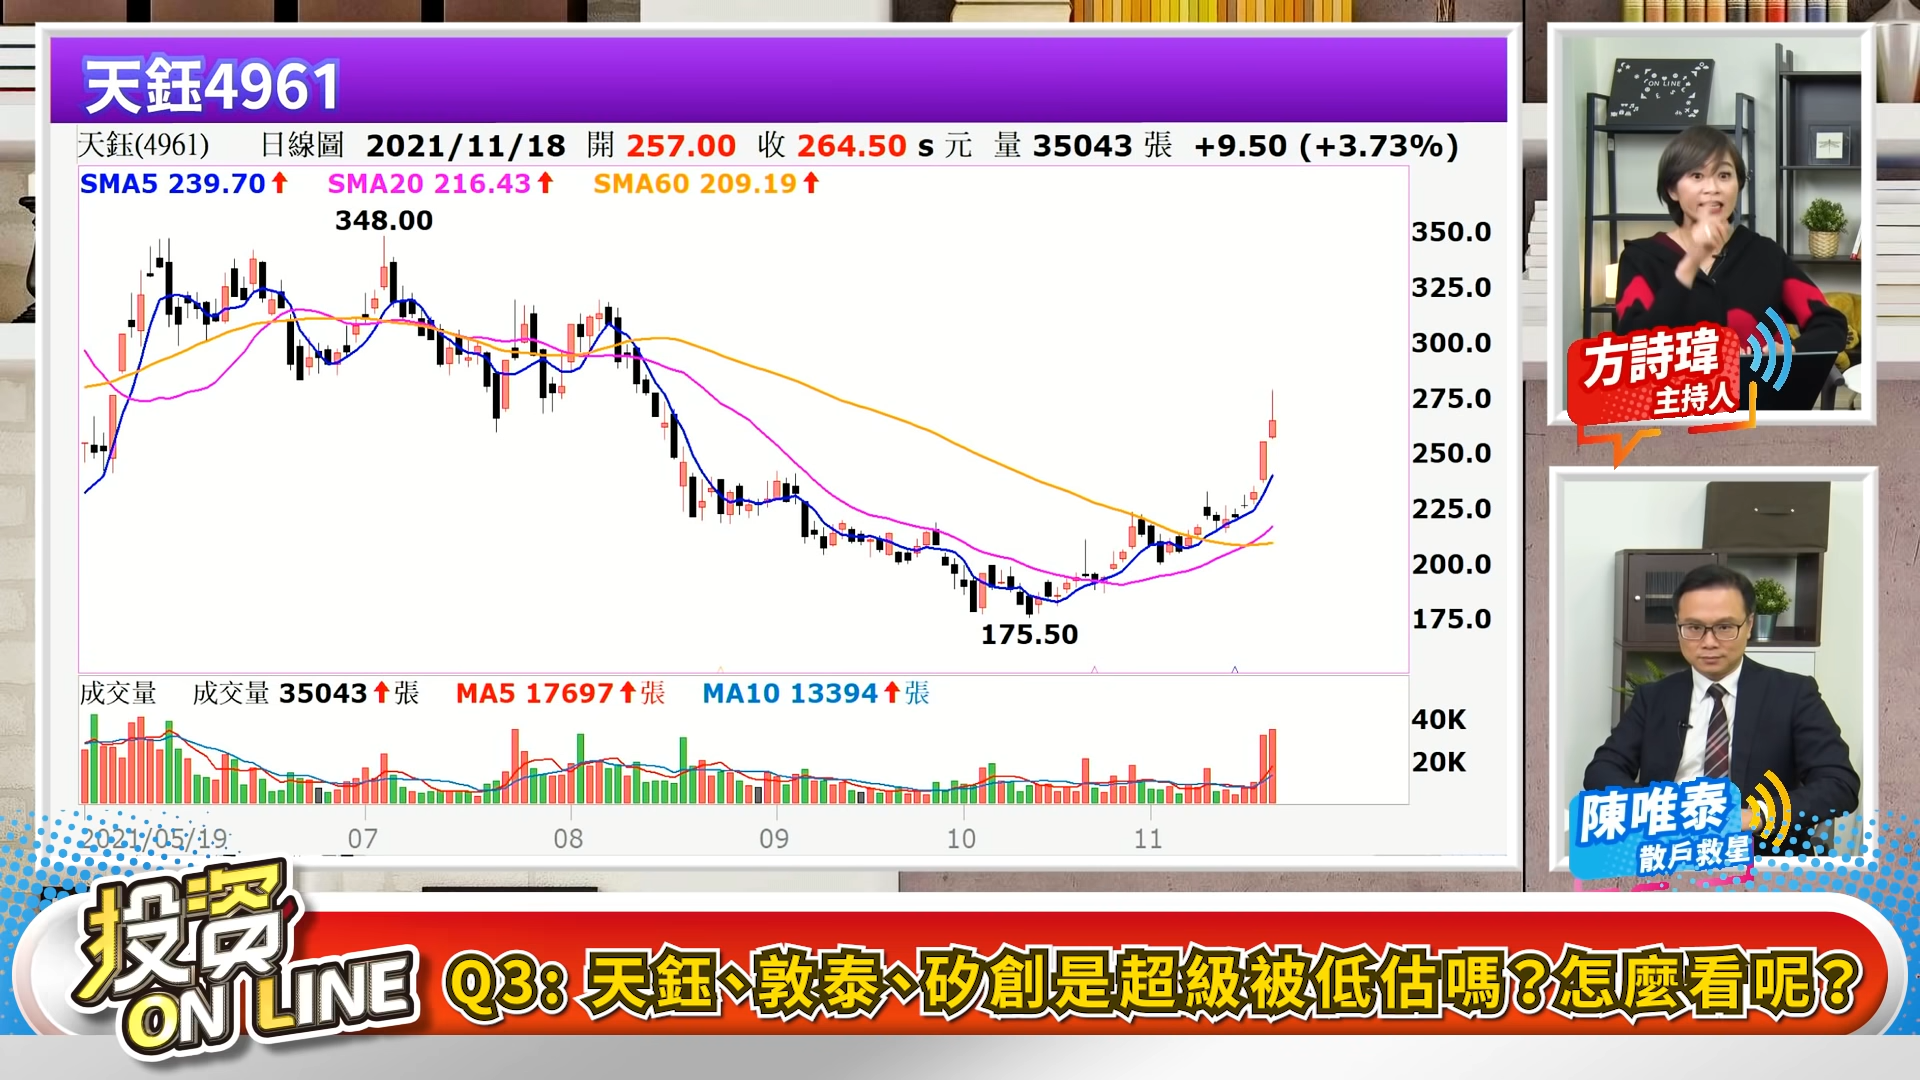 天鈺4961
天鈺(4961) 日線圖 2021/11/18 開 257.00 收 264.50 s 元 量 35043 張 +9.50 (+3.73%)
SMA5 239.70 SMA20 216.43 SMA60 209.19
348.00
175.50
350.0
325.0
300.0
275.0
250.0
225.0
200.0
175.0
成交量 成交量 35043 張 MA5 17697 張 MA10 13394 張
40K
20K
2021/05/19 07 08 09 10 11
ON LINE
方詩瑋
主持人
陳唯泰
散戶救星
投資
ON LINE
Q3: 天鈺、敦泰、矽創是超級被低估嗎？怎麼看呢？